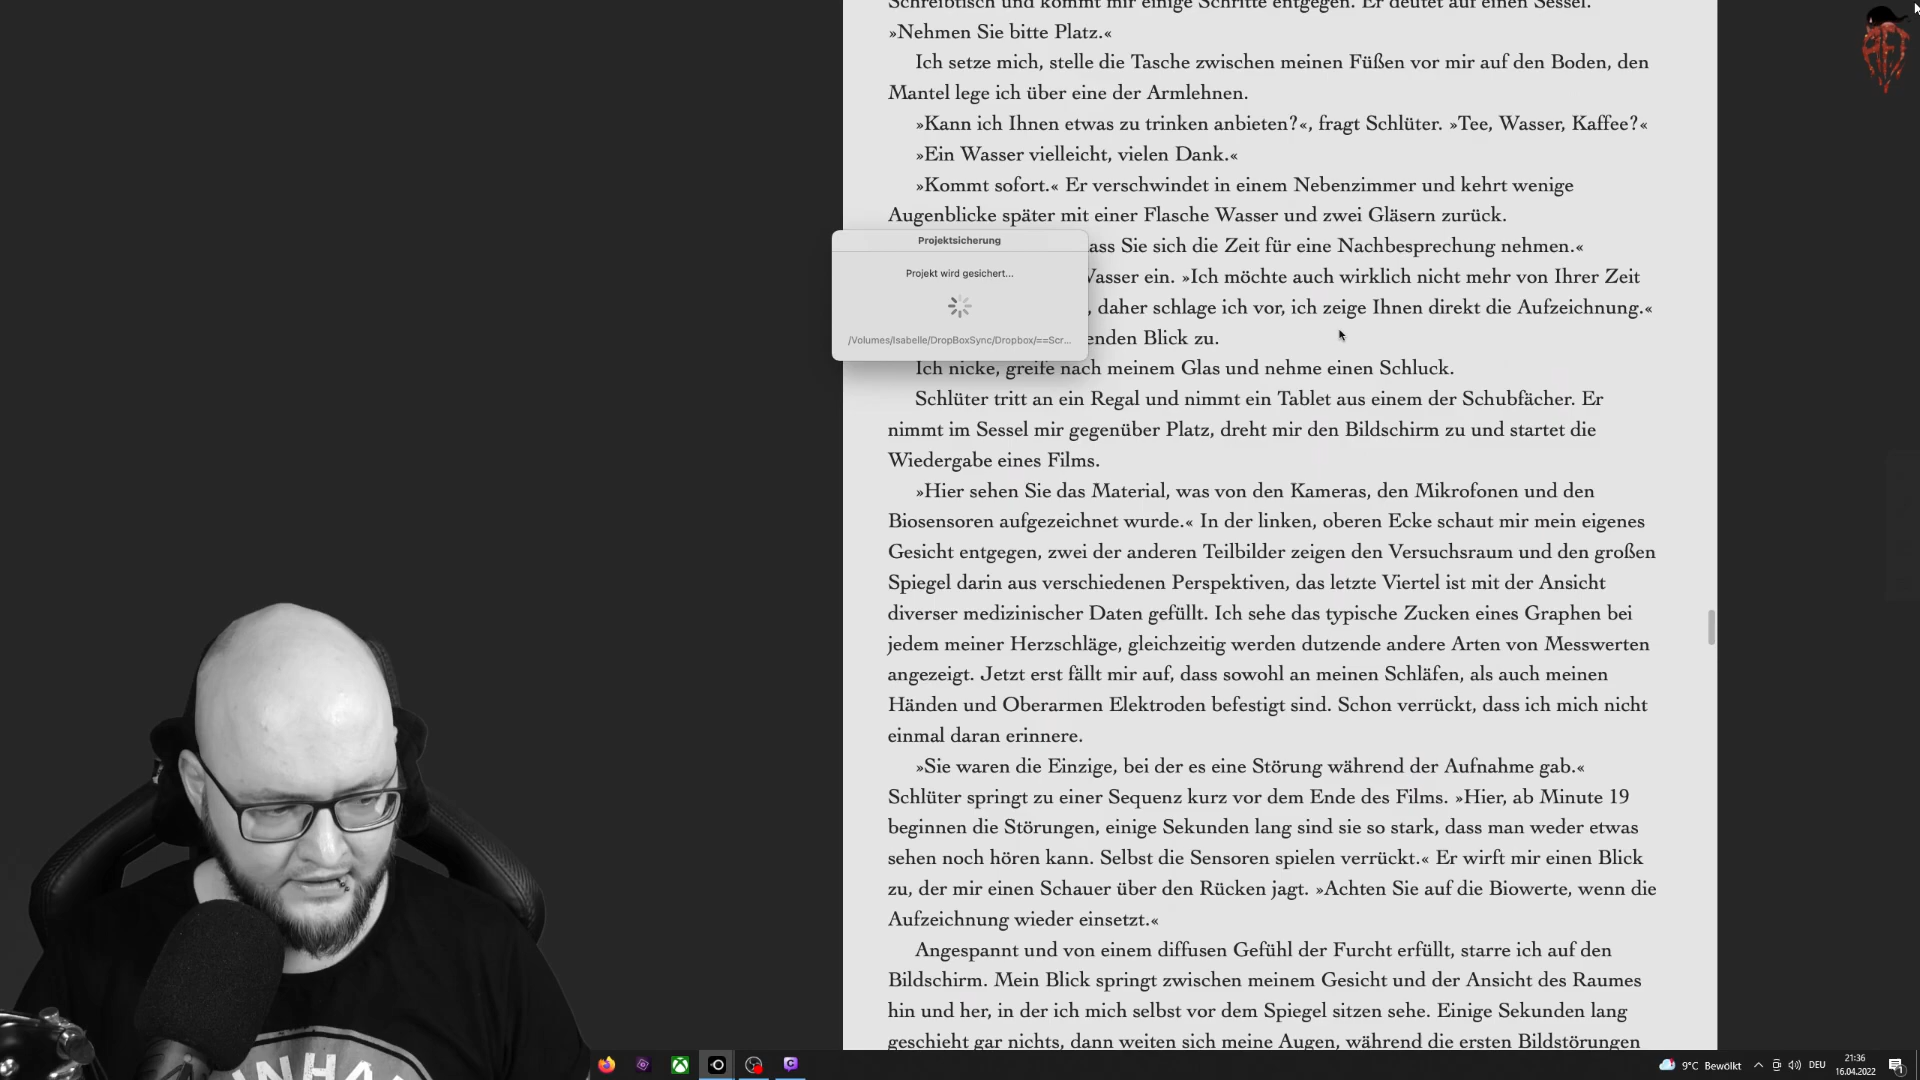 Schreibtisch und kommt mir einige Schritte entgegen. Er deutet auf einen Sessel.
»Nehmen Sie bitte Platz.«
Ich setze mich, stelle die Tasche zwischen meinen Füßen vor mir auf den Boden, den
Mantel lege ich über eine der Armlehnen.
»Kann ich Ihnen etwas zu trinken anbieten?«, fragt Schlüter. »Tee, Wasser, Kaffee?«
»Ein Wasser vielleicht, vielen Dank.«
»Kommt sofort.« Er verschwindet in einem Nebenzimmer und kehrt wenige
Augenblicke später mit einer Flasche Wasser und zwei Gläsern zurück.
Projektsicherung
Projekt wird gesichert...
/Volumes/Isabelle/DropBoxSync/Dropbox/==Scr...
ass Sie sich die Zeit für eine Nachbesprechung nehmen.«
Wasser ein. »Ich möchte auch wirklich nicht mehr von Ihrer Zeit
, daher schlage ich vor, ich zeige Ihnen direkt die Aufzeichnung.«
enden Blick zu.
Ich nicke, greife nach meinem Glas und nehme einen Schluck.
Schlüter tritt an ein Regal und nimmt ein Tablet aus einem der Schubfächer. Er
nimmt im Sessel mir gegenüber Platz, dreht mir den Bildschirm zu und startet die
Wiedergabe eines Films.
»Hier sehen Sie das Material, was von den Kameras, den Mikrofonen und den
Biosensoren aufgezeichnet wurde.« In der linken, oberen Ecke schaut mir mein eigenes
Gesicht entgegen, zwei der anderen Teilbilder zeigen den Versuchsraum und den großen
Spiegel darin aus verschiedenen Perspektiven, das letzte Viertel ist mit der Ansicht
diverser medizinischer Daten gefüllt. Ich sehe das typische Zucken eines Graphen bei
jedem meiner Herzschläge, gleichzeitig werden dutzende andere Arten von Messwerten
angezeigt. Jetzt erst fällt mir auf, dass sowohl an meinen Schläfen, als auch meinen
Händen und Oberarmen Elektroden befestigt sind. Schon verrückt, dass ich mich nicht
einmal daran erinnere.
»Sie waren die Einzige, bei der es eine Störung während der Aufnahme gab.«
Schlüter springt zu einer Sequenz kurz vor dem Ende des Films. »Hier, ab Minute 19
beginnen die Störungen, einige Sekunden lang sind sie so stark, dass man weder etwas
sehen noch hören kann. Selbst die Sensoren spielen verrückt.« Er wirft mir einen Blick
zu, der mir einen Schauer über den Rücken jagt. »Achten Sie auf die Biowerte, wenn die
Aufzeichnung wieder einsetzt.«
Angespannt und von einem diffusen Gefühl der Furcht erfüllt, starre ich auf den
Bildschirm. Mein Blick springt zwischen meinem Gesicht und der Ansicht des Raumes
hin und her, in der ich mich selbst vor dem Spiegel sitzen sehe. Einige Sekunden lang
geschieht gar nichts, dann weiten sich meine Augen, während die ersten Bildstörungen
9°C Bewölkt
DEU
21:36
16.04.2022